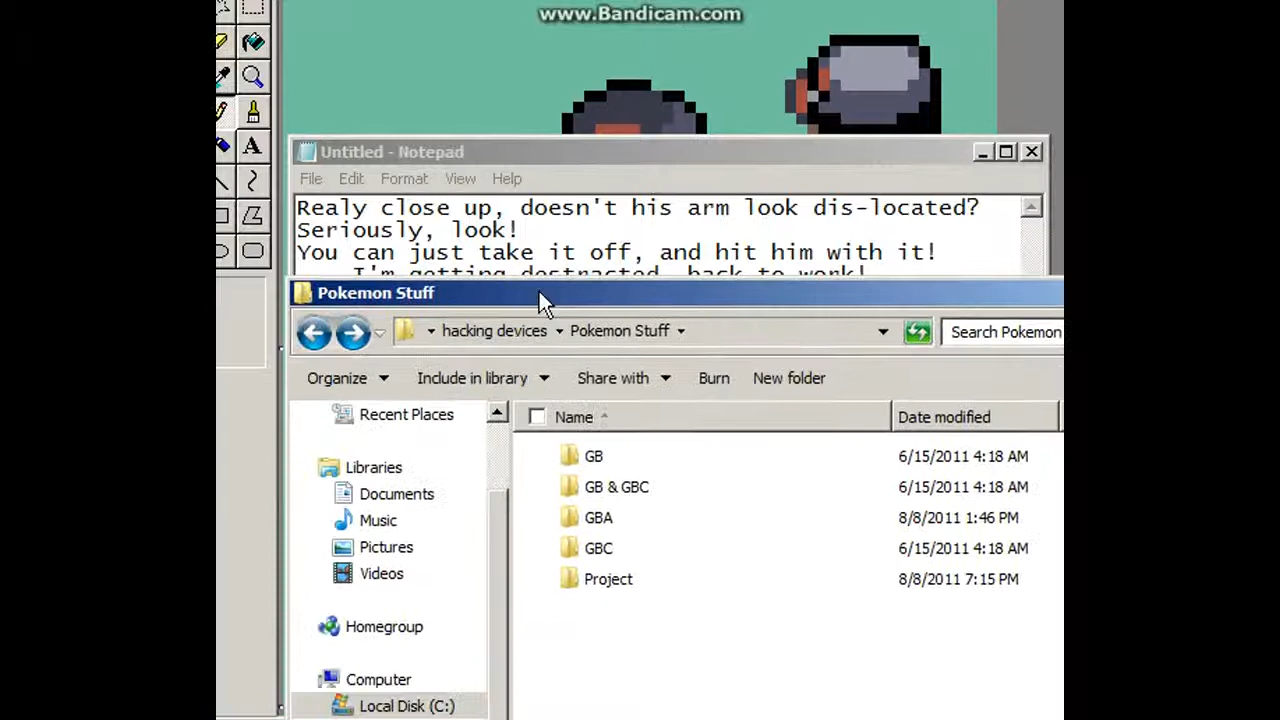 www.Bandicam.com
Untitled - Notepad
File Edit Format View Help
Realy close up, doesn't his arm look dis-located?
Seriously, look!
You can just take it off, and hit him with it!
I'm getting destracted, back to work!
Pokemon Stuff
hacking devices Pokemon Stuff
Search Pokemon
Organize Include in library Share with Burn New folder
Recent Places
Name Date modified
GB 6/15/2011 4:18 AM
Libraries
GB & GBC 6/15/2011 4:18 AM
Documents
GBA 8/8/2011 1:46 PM
Music
GBC 6/15/2011 4:18 AM
Pictures
Project 8/8/2011 7:15 PM
Videos
Homegroup
Computer
Local Disk (C:)
A